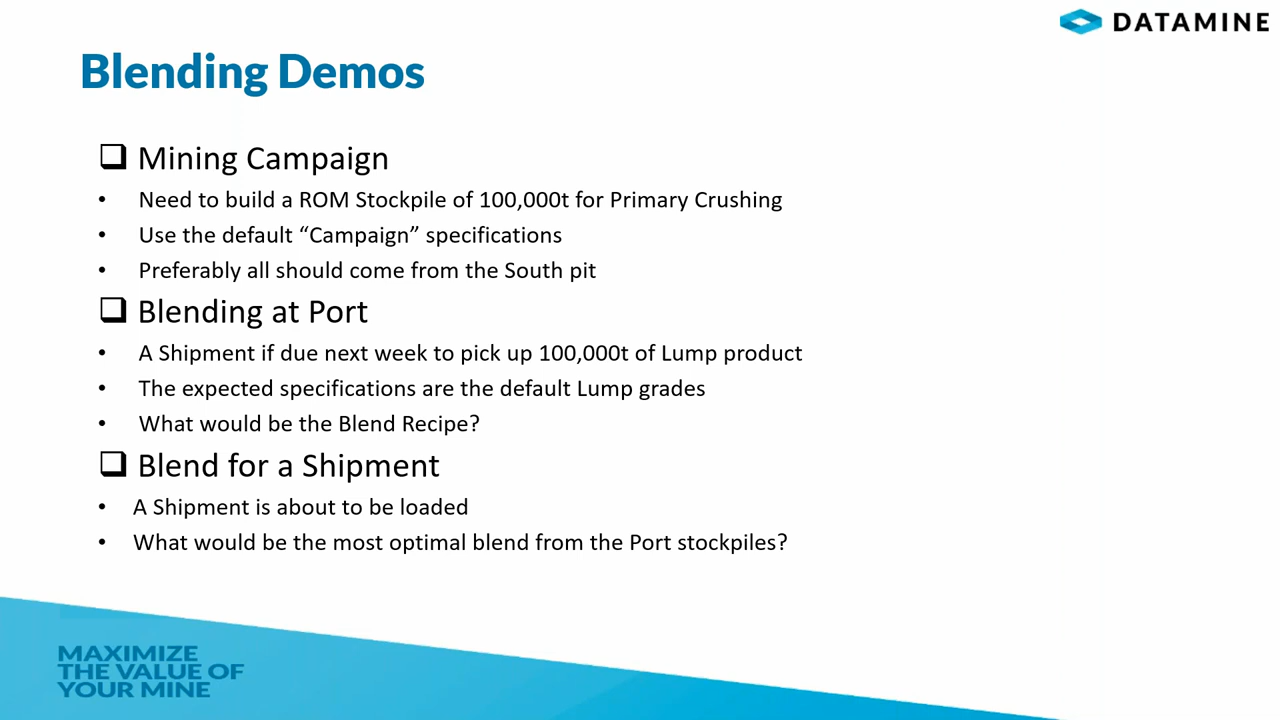 DATAMINE
Blending Demos
❑ Mining Campaign
• Need to build a ROM Stockpile of 100,000t for Primary Crushing
• Use the default “Campaign” specifications
• Preferably all should come from the South pit
❑ Blending at Port
• A Shipment if due next week to pick up 100,000t of Lump product
• The expected specifications are the default Lump grades
• What would be the Blend Recipe?
❑ Blend for a Shipment
• A Shipment is about to be loaded
• What would be the most optimal blend from the Port stockpiles?
MAXIMIZE
THE VALUE OF
YOUR MINE